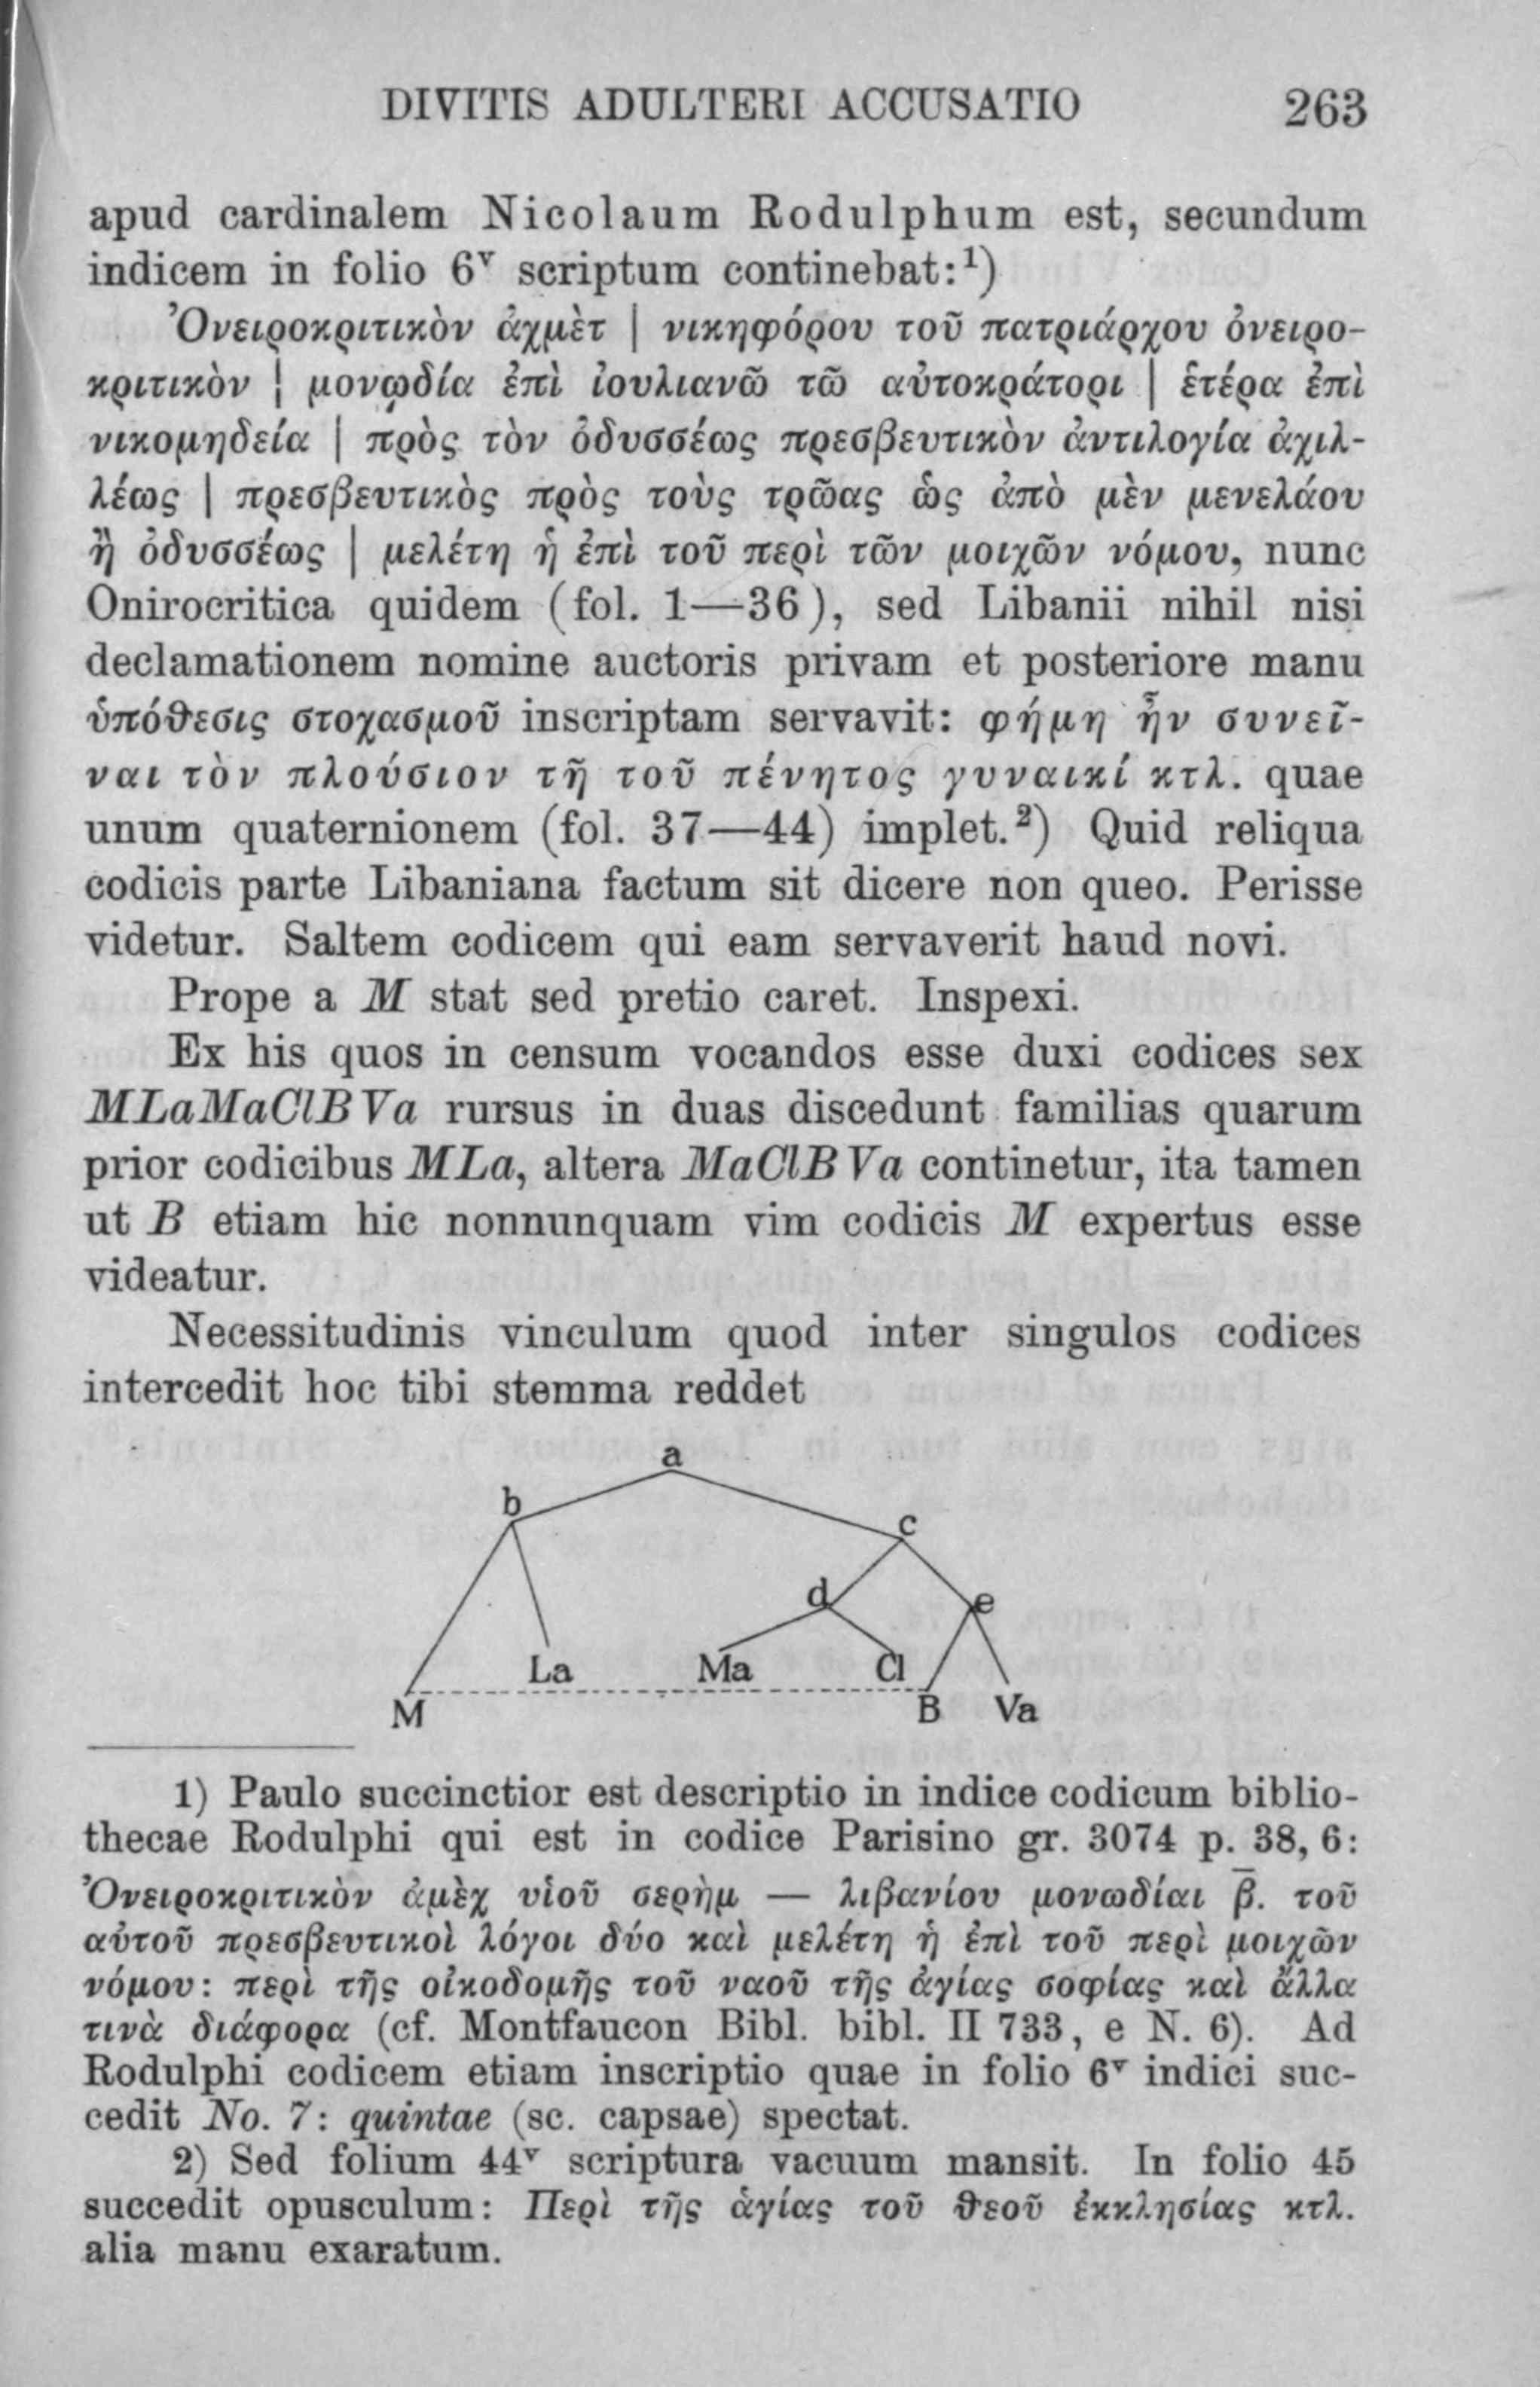 DIVITIS ADULTERI ACCUSATIO 263
apud cardinalem Nicolaum Rodulphum est, secundum
indicem in folio 6ᵛ scriptum continebat:¹)
Ὀνειροκριτικὸν ἀχμὲτ | νικηφόρου τοῦ πατριάρχου ὀνειρο-
κριτικὸν | μονῳδία ἐπὶ ἰουλιανῶ τῶ αὐτοκράτορι | ἑτέρα ἐπὶ
νικομηδεία | πρὸς τὸν ὀδυσσέως πρεσβευτικὸν ἀντιλογία ἀχιλ-
λέως | πρεσβευτικὸς πρὸς τοὺς τρῶας ὡς ἀπὸ μὲν μενελάου
ἢ ὀδυσσέως | μελέτη ἡ ἐπὶ τοῦ περὶ τῶν μοιχῶν νόμου, nunc
Onirocritica quidem (fol. 1—36), sed Libanii nihil nisi
declamationem nomine auctoris privam et posteriore manu
ὑπόθεσις στοχασμοῦ inscriptam servavit: φήμη ἦν συνεῖ-
ναι τὸν πλούσιον τῆ τοῦ πένητος γυναικί κτλ. quae
unum quaternionem (fol. 37—44) implet.²) Quid reliqua
codicis parte Libaniana factum sit dicere non queo. Perisse
videtur. Saltem codicem qui eam servaverit haud novi.
Prope a M stat sed pretio caret. Inspexi.
Ex his quos in censum vocandos esse duxi codices sex
MLaMaClBVa rursus in duas discedunt familias quarum
prior codicibus MLa, altera MaClBVa continetur, ita tamen
ut B etiam hic nonnunquam vim codicis M expertus esse
videatur.
Necessitudinis vinculum quod inter singulos codices
intercedit hoc tibi stemma reddet
a
b
c
d
e
La Ma Cl
M B Va
1) Paulo succinctior est descriptio in indice codicum biblio-
thecae Rodulphi qui est in codice Parisino gr. 3074 p. 38, 6:
Ὀνειροκριτικὸν ἀμὲχ υἱοῦ σερὴμ — λιβανίου μονωδίαι β̅. τοῦ
αὐτοῦ πρεσβευτικοὶ λόγοι δύο καὶ μελέτη ἡ ἐπὶ τοῦ περὶ μοιχῶν
νόμου: περὶ τῆς οἰκοδομῆς τοῦ ναοῦ τῆς ἁγίας σοφίας καὶ ἄλλα
τινὰ διάφορα (cf. Montfaucon Bibl. bibl. II 733, e N. 6). Ad
Rodulphi codicem etiam inscriptio quae in folio 6ᵛ indici suc-
cedit No. 7: quintae (sc. capsae) spectat.
2) Sed folium 44ᵛ scriptura vacuum mansit. In folio 45
succedit opusculum: Περὶ τῆς ἁγίας τοῦ θεοῦ ἐκκλησίας κτλ.
alia manu exaratum.